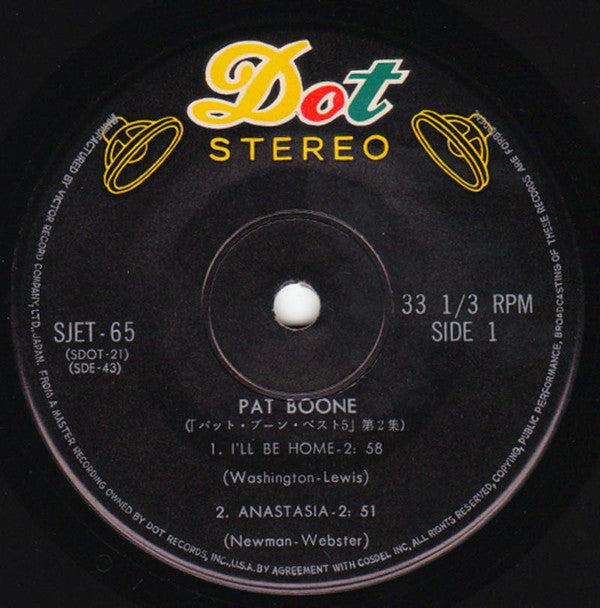 Dot
STEREO
33 1/3 RPM
SIDE 1
SJET-65
(SDOT-21)
(SDE-43)
PAT BOONE
(『パット・ブーン・ベスト5』第2集)
1. I'LL BE HOME-2: 58
(Washington-Lewis)
2. ANASTASIA-2: 51
(Newman-Webster)
MANUFACTURED BY VICTOR RECORD COMPANY, LTD., JAPAN. FROM A MASTER RECORDING OWNED BY DOT RECORDS, INC., U.S.A. BY AGREEMENT WITH COSDEL INC. ALL RIGHTS RESERVED, COPYING, PUBLIC PERFORMANCE, BROADCASTING OF THESE RECORDS ARE FORBIDDEN.